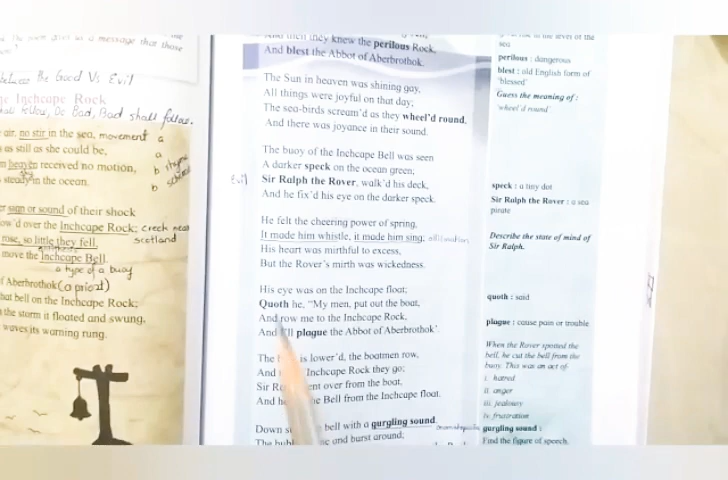 the poem gives us a message that those
between the Good Vs Evil
Inchcape Rock
Do Bad, Bad shall follow.
air, no stir in the sea, movement a
as still as she could be, a
heaven received no motion, b rhyme
steady in the ocean. b scheme
sign or sound of their shock
ow'd over the Inchcape Rock; creek near
rose, so little they fell, scotland
move the Inchcape Bell.
a type of a buoy
f Aberbrothok (a priest)
hat bell on the Inchcape Rock;
the storm it floated and swung,
waves its warning rung.
And then they knew the perilous Rock,
And blest the Abbot of Aberbrothok.
The Sun in heaven was shining gay,
All things were joyful on that day;
The sea-birds scream'd as they wheel'd round,
And there was joyance in their sound.
The buoy of the Inchcape Bell was seen
A darker speck on the ocean green;
Evil Sir Ralph the Rover, walk'd his deck,
And he fix'd his eye on the darker speck.
He felt the cheering power of spring,
It made him whistle, it made him sing; alliteration
His heart was mirthful to excess,
But the Rover's mirth was wickedness.
His eye was on the Inchcape float;
Quoth he, "My men, put out the boat,
And row me to the Inchcape Rock,
And I'll plague the Abbot of Aberbrothok'.
The is lower'd, the boatmen row,
And Inchcape Rock they go;
Sir R ent over from the boat,
And he e Bell from the Inchcape float.
Down s bell with a gurgling sound, onomatopoeia
The bubb and burst around;
sea
perilous : dangerous
blest : old English form of
'blessed'
Guess the meaning of :
'wheel'd round'
speck : a tiny dot
Sir Ralph the Rover : a sea
pirate
Describe the state of mind of
Sir Ralph.
quoth : said
plague : cause pain or trouble
When the Rover spotted the
bell, he cut the bell from the
buoy. This was an act of-
i. hatred
ii. anger
iii. jealousy
iv. frustration
gurgling sound :
Find the figure of speech.